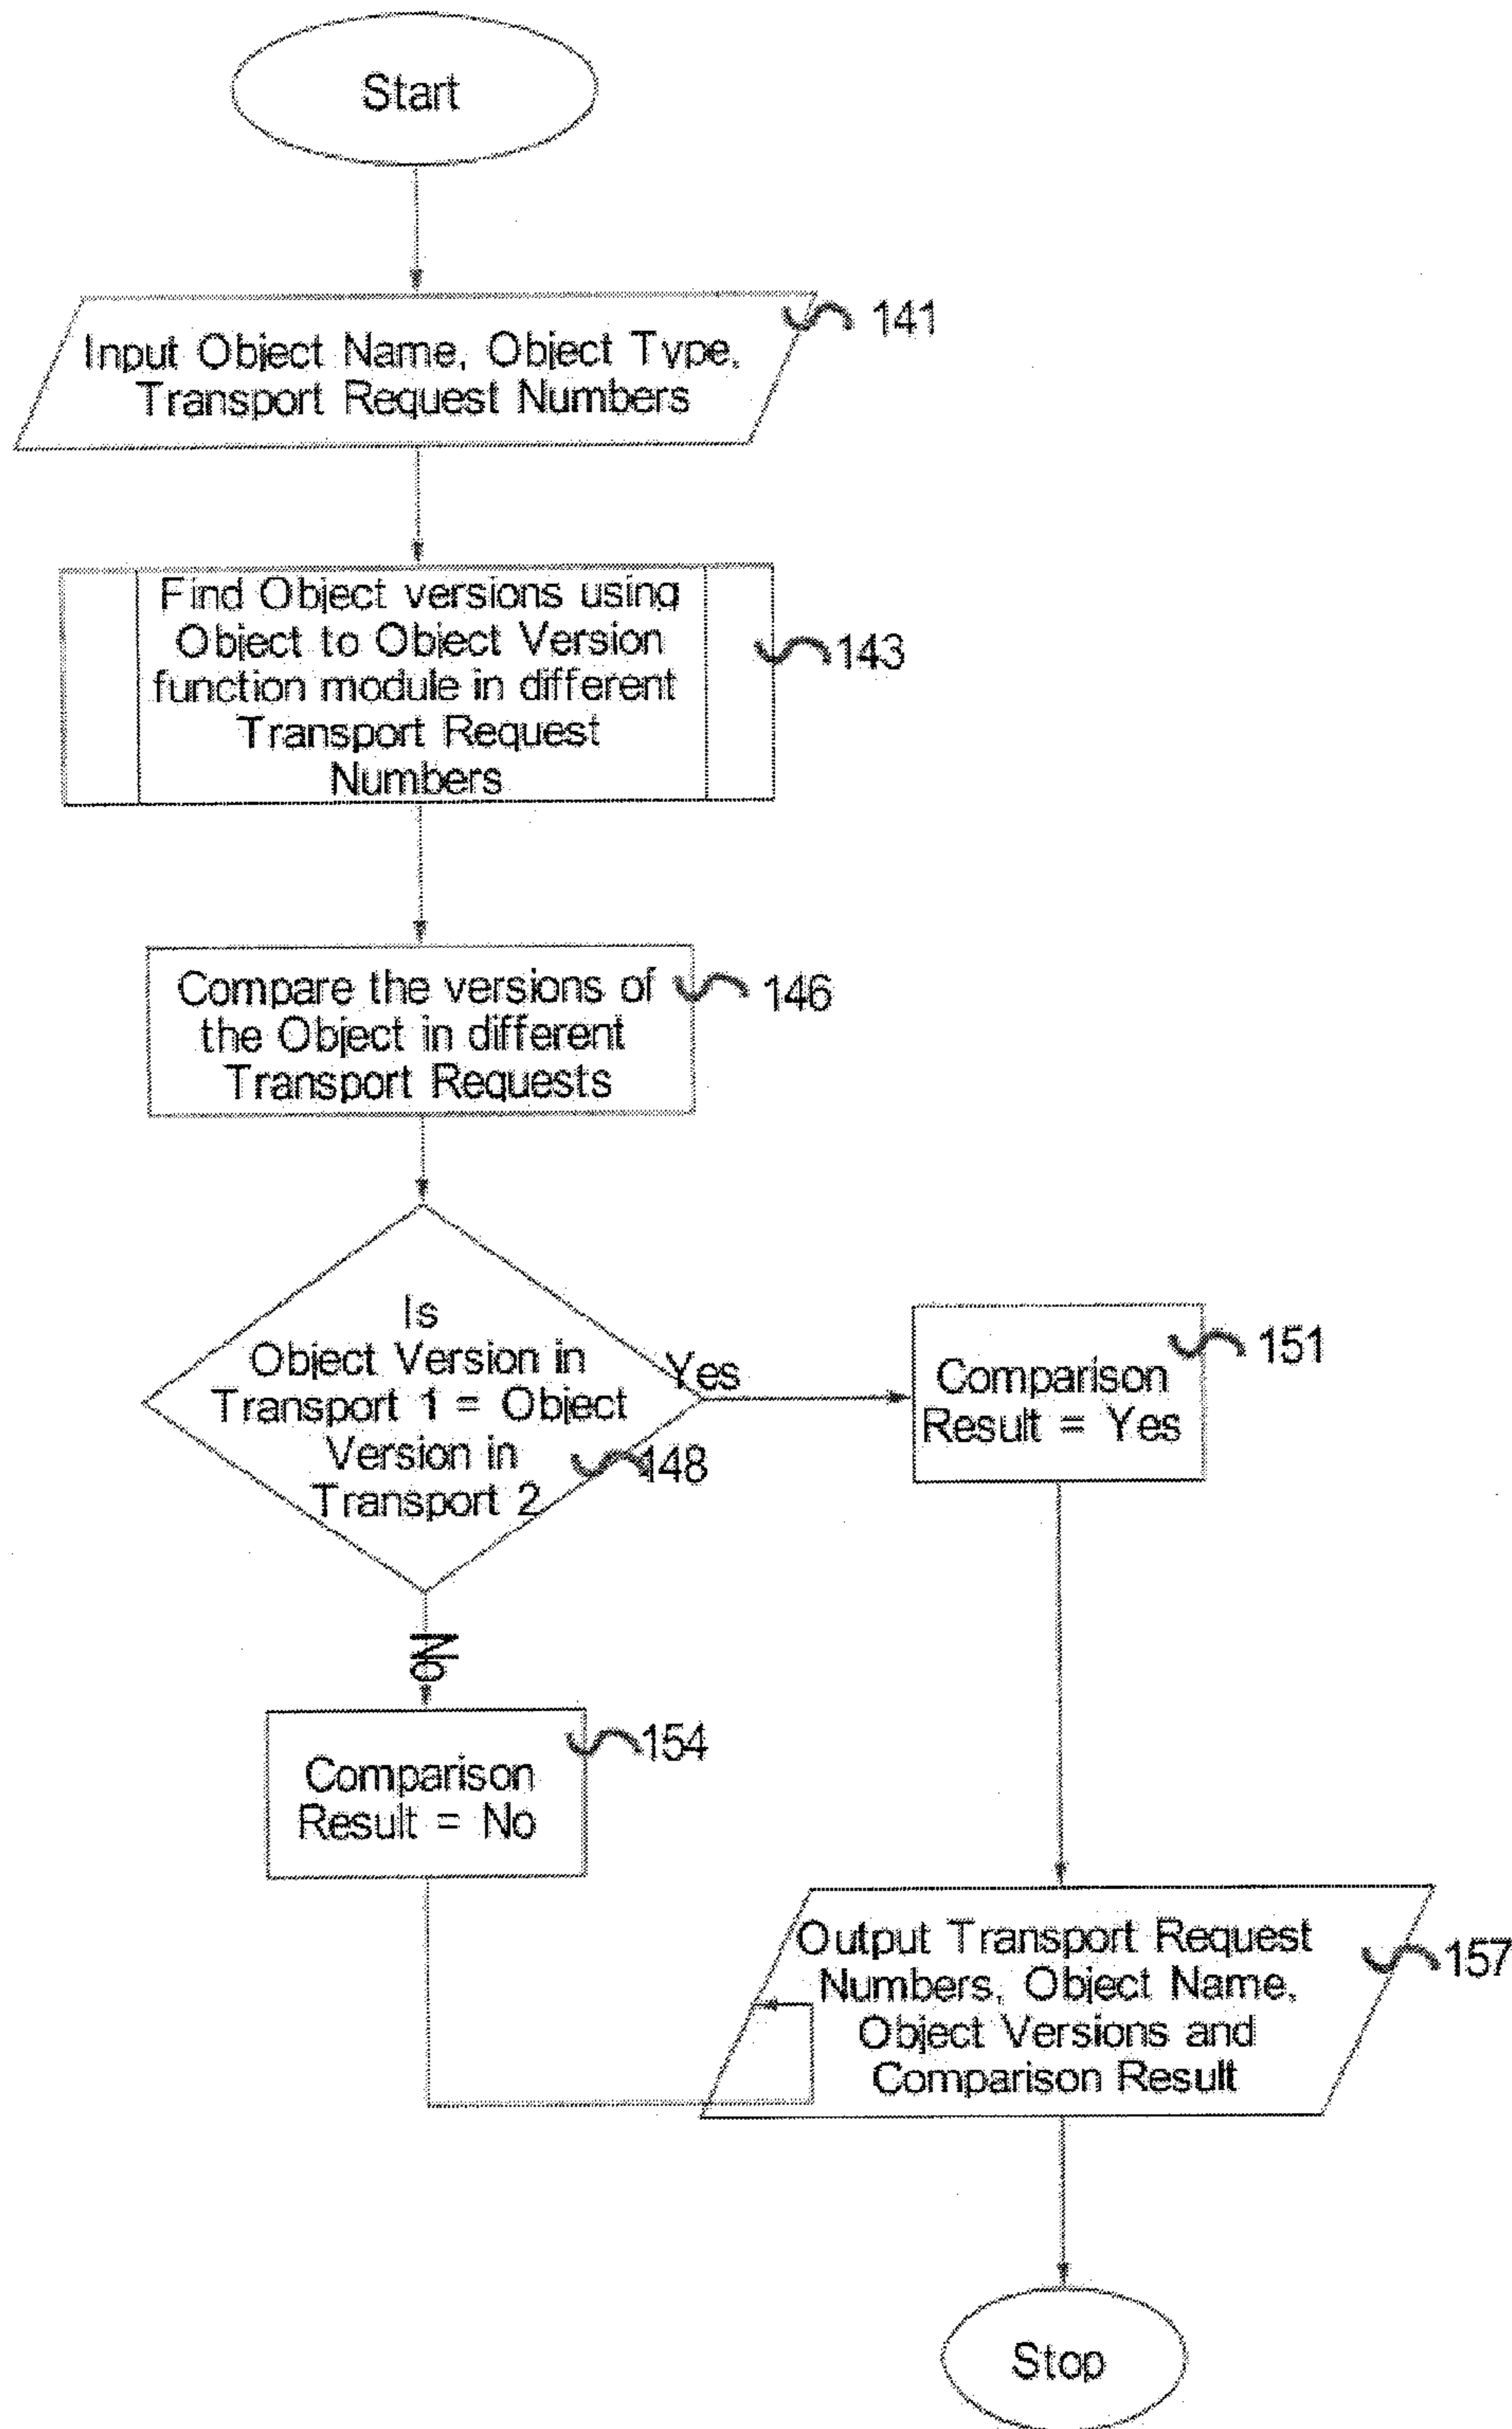 Start
Input Object Name, Object Type,
Transport Request Numbers
141
Find Object versions using
Object to Object Version
function module in different
Transport Request
Numbers
143
Compare the versions of
the Object in different
Transport Requests
146
Is
Object Version in
Transport 1 = Object
Version in
Transport 2
148
Yes
Comparison
Result = Yes
151
No
Comparison
Result = No
154
Output Transport Request
Numbers, Object Name,
Object Versions and
Comparison Result
157
Stop